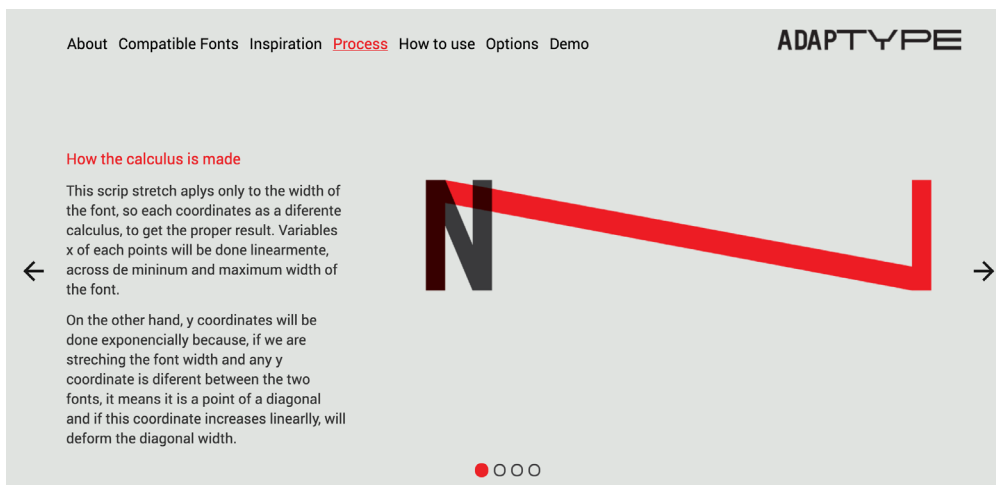 About Compatible Fonts Inspiration Process How to use Options Demo
ADAPTYPE
How the calculus is made
This scrip stretch aplys only to the width of
the font, so each coordinates as a diferente
calculus, to get the proper result. Variables
x of each points will be done linearmente,
across de mininum and maximum width of
the font.
On the other hand, y coordinates will be
done exponencially because, if we are
streching the font width and any y
coordinate is diferent between the two
fonts, it means it is a point of a diagonal
and if this coordinate increases linearlly, will
deform the diagonal width.
N